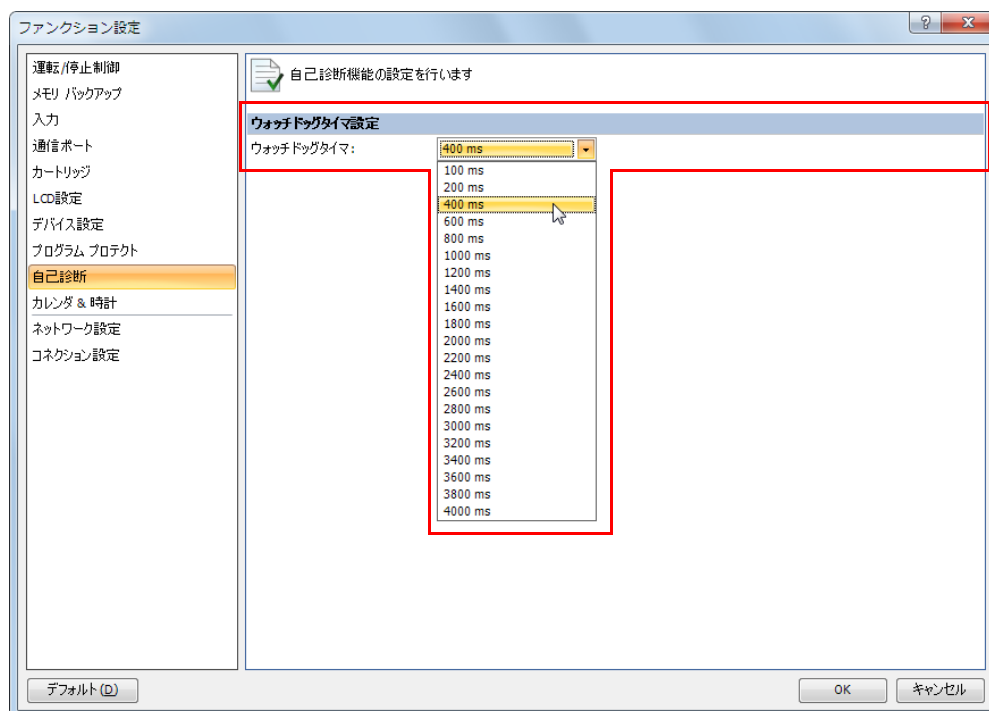 ファンクション設定
?
運転/停止制御
メモリ バックアップ
入力
通信ポート
カートリッジ
LCD設定
デバイス設定
プログラム プロテクト
自己診断
カレンダ & 時計
ネットワーク設定
コネクション設定
自己診断機能の設定を行います
ウォッチドッグタイマ設定
ウォッチドッグタイマ: 400 ms
100 ms
200 ms
400 ms
600 ms
800 ms
1000 ms
1200 ms
1400 ms
1600 ms
1800 ms
2000 ms
2200 ms
2400 ms
2600 ms
2800 ms
3000 ms
3200 ms
3400 ms
3600 ms
3800 ms
4000 ms
デフォルト(D)
OK
キャンセル